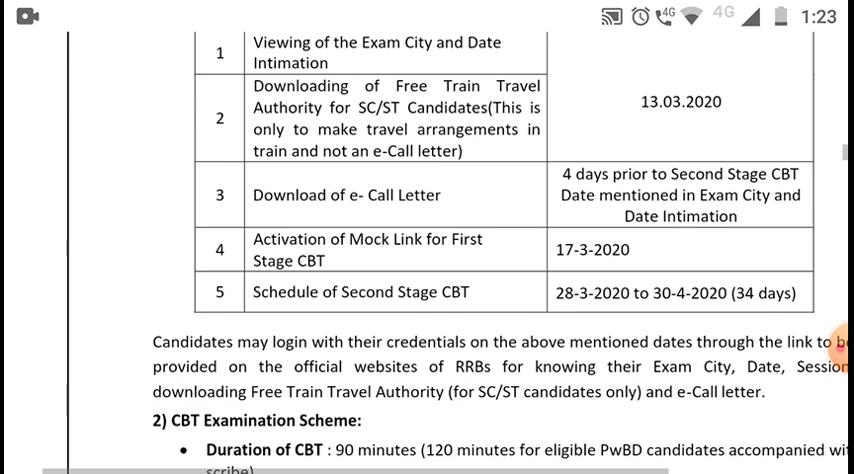 4G 4G 1:23
1 Viewing of the Exam City and Date
Intimation
2 Downloading of Free Train Travel
Authority for SC/ST Candidates(This is
only to make travel arrangements in
train and not an e-Call letter)
13.03.2020
3 Download of e- Call Letter
4 days prior to Second Stage CBT
Date mentioned in Exam City and
Date Intimation
4 Activation of Mock Link for First
Stage CBT
17-3-2020
5 Schedule of Second Stage CBT 28-3-2020 to 30-4-2020 (34 days)
Candidates may login with their credentials on the above mentioned dates through the link to
provided on the official websites of RRBs for knowing their Exam City, Date, Session
downloading Free Train Travel Authority (for SC/ST candidates only) and e-Call letter.
2) CBT Examination Scheme:
• Duration of CBT : 90 minutes (120 minutes for eligible PwBD candidates accompanied
scribe)